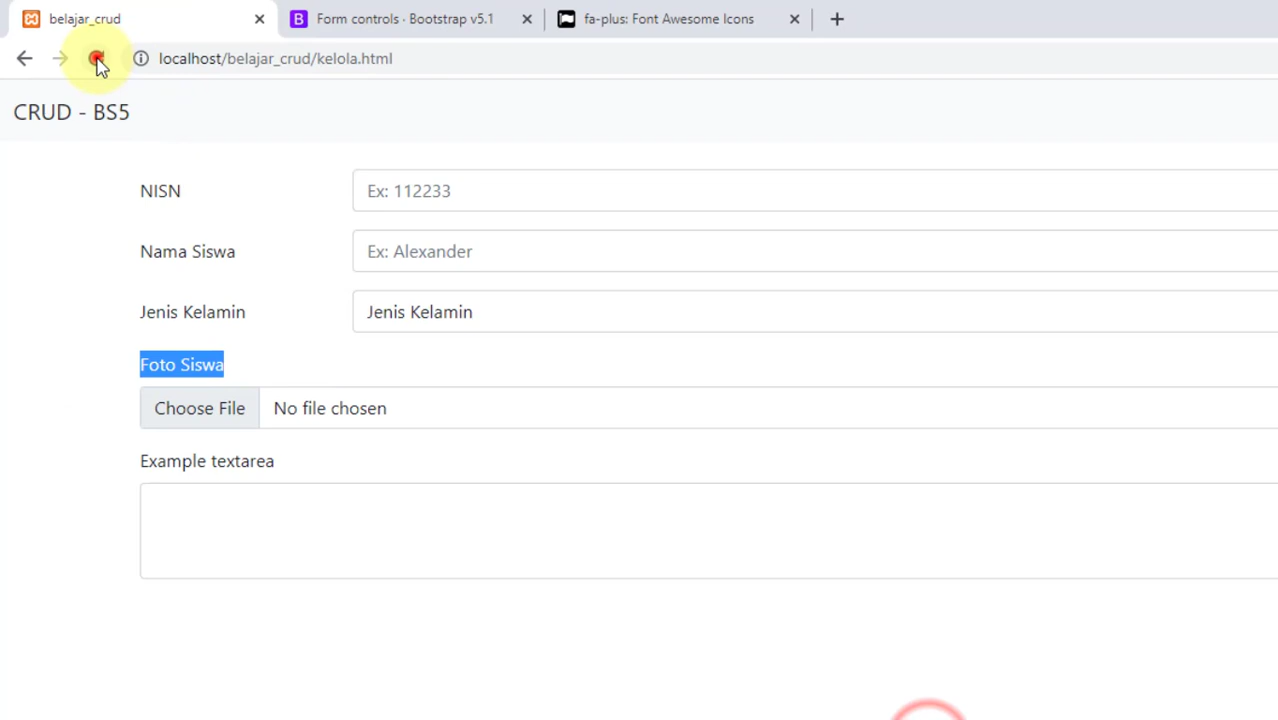 belajar_crud
Form controls · Bootstrap v5.1
fa-plus: Font Awesome Icons
localhost/belajar_crud/kelola.html
CRUD - BS5
NISN
Ex: 112233
Nama Siswa
Ex: Alexander
Jenis Kelamin
Jenis Kelamin
Foto Siswa
Choose File
No file chosen
Example textarea